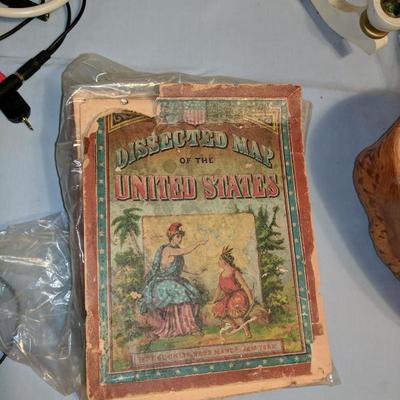 DISSECTED MAP
OF THE
UNITED STATES
NEW YORK